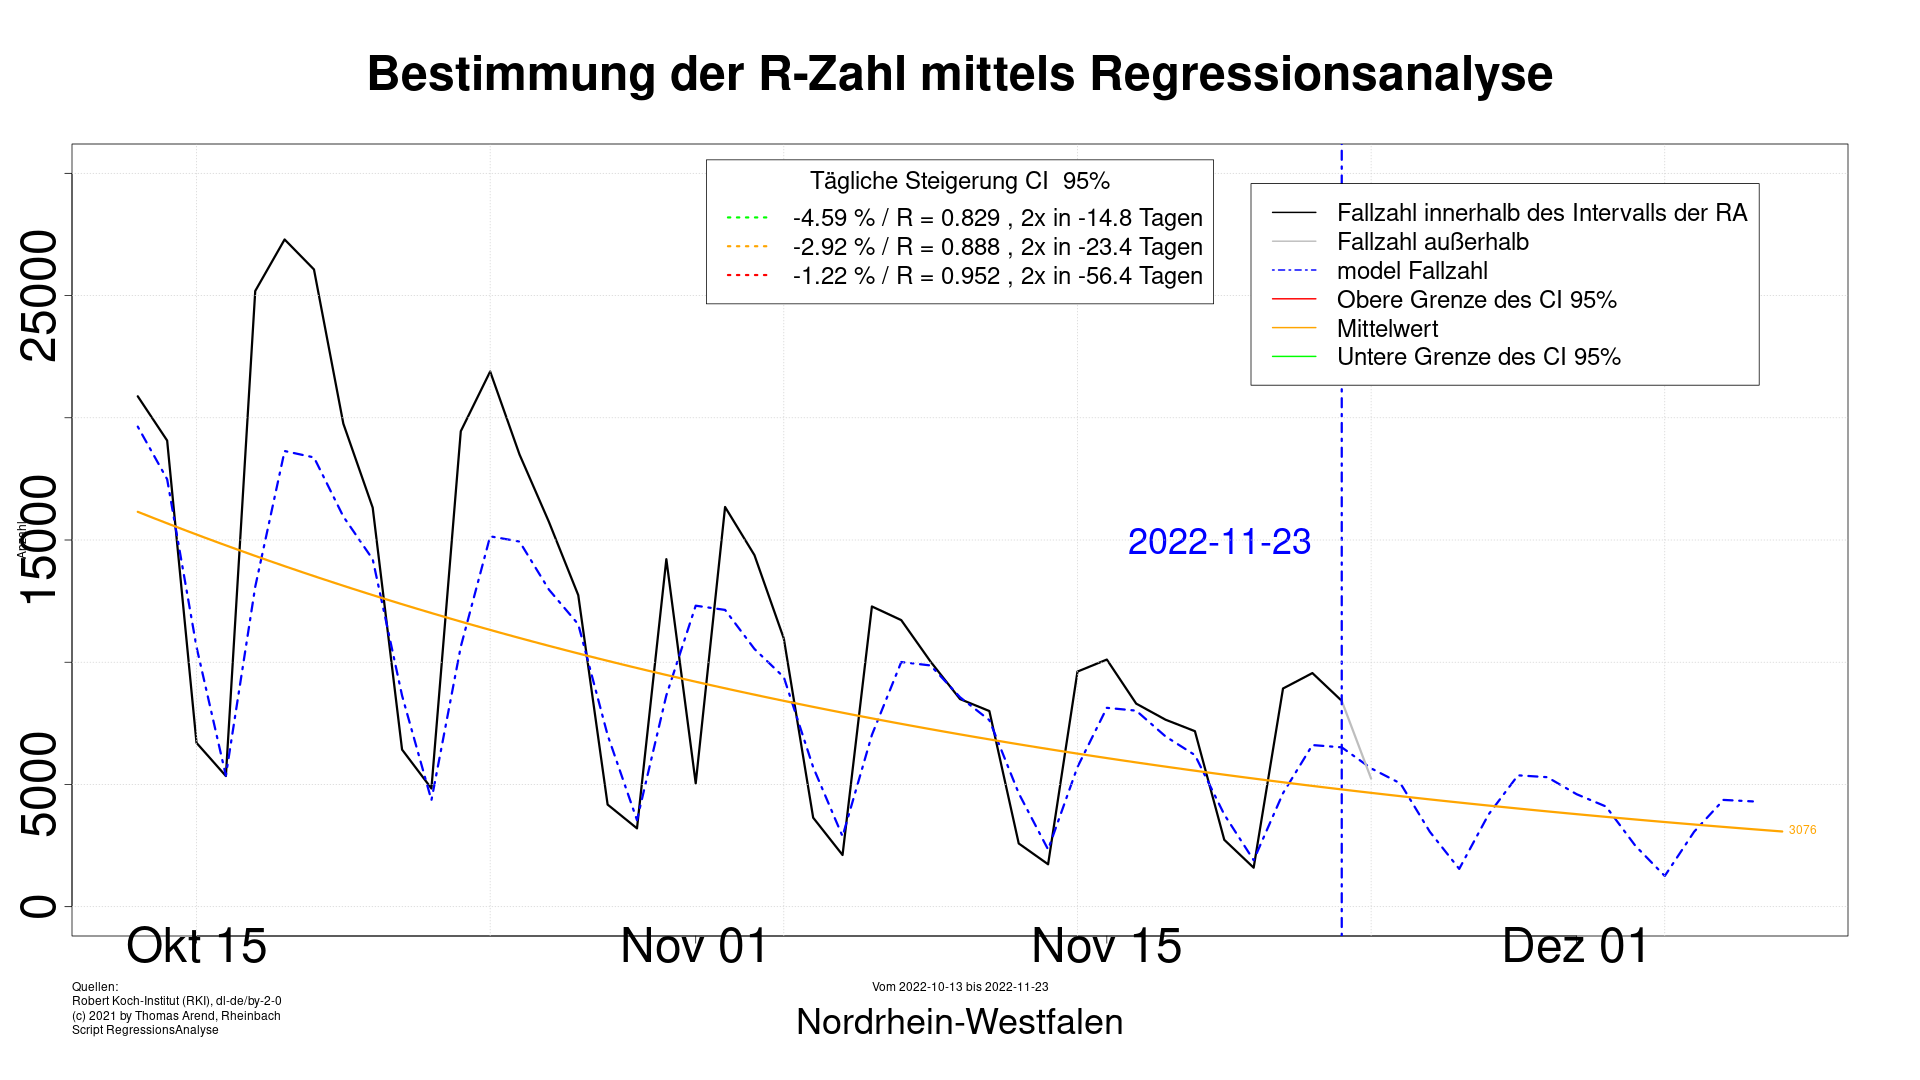 Bestimmung der R-Zahl mittels Regressionsanalyse
Tägliche Steigerung CI  95%
-4.59 % / R = 0.829 , 2x in -14.8 Tagen
-2.92 % / R = 0.888 , 2x in -23.4 Tagen
-1.22 % / R = 0.952 , 2x in -56.4 Tagen
Fallzahl innerhalb des Intervalls der RA
Fallzahl außerhalb
model Fallzahl
Obere Grenze des CI 95%
Mittelwert
Untere Grenze des CI 95%
25000
15000
5000
0
Anzahl
2022-11-23
3076
Okt 15
Nov 01
Nov 15
Dez 01
Quellen:
Robert Koch-Institut (RKI), dl-de/by-2-0
(c) 2021 by Thomas Arend, Rheinbach
Script RegressionsAnalyse
Vom 2022-10-13 bis 2022-11-23
Nordrhein-Westfalen